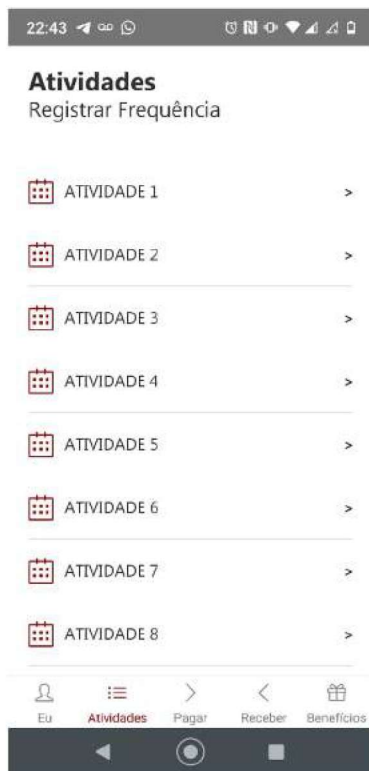 22:43
Atividades
Registrar Frequência
ATIVIDADE 1 >
ATIVIDADE 2 >
ATIVIDADE 3 >
ATIVIDADE 4 >
ATIVIDADE 5 >
ATIVIDADE 6 >
ATIVIDADE 7 >
ATIVIDADE 8 >
Eu Atividades Pagar Receber Benefícios